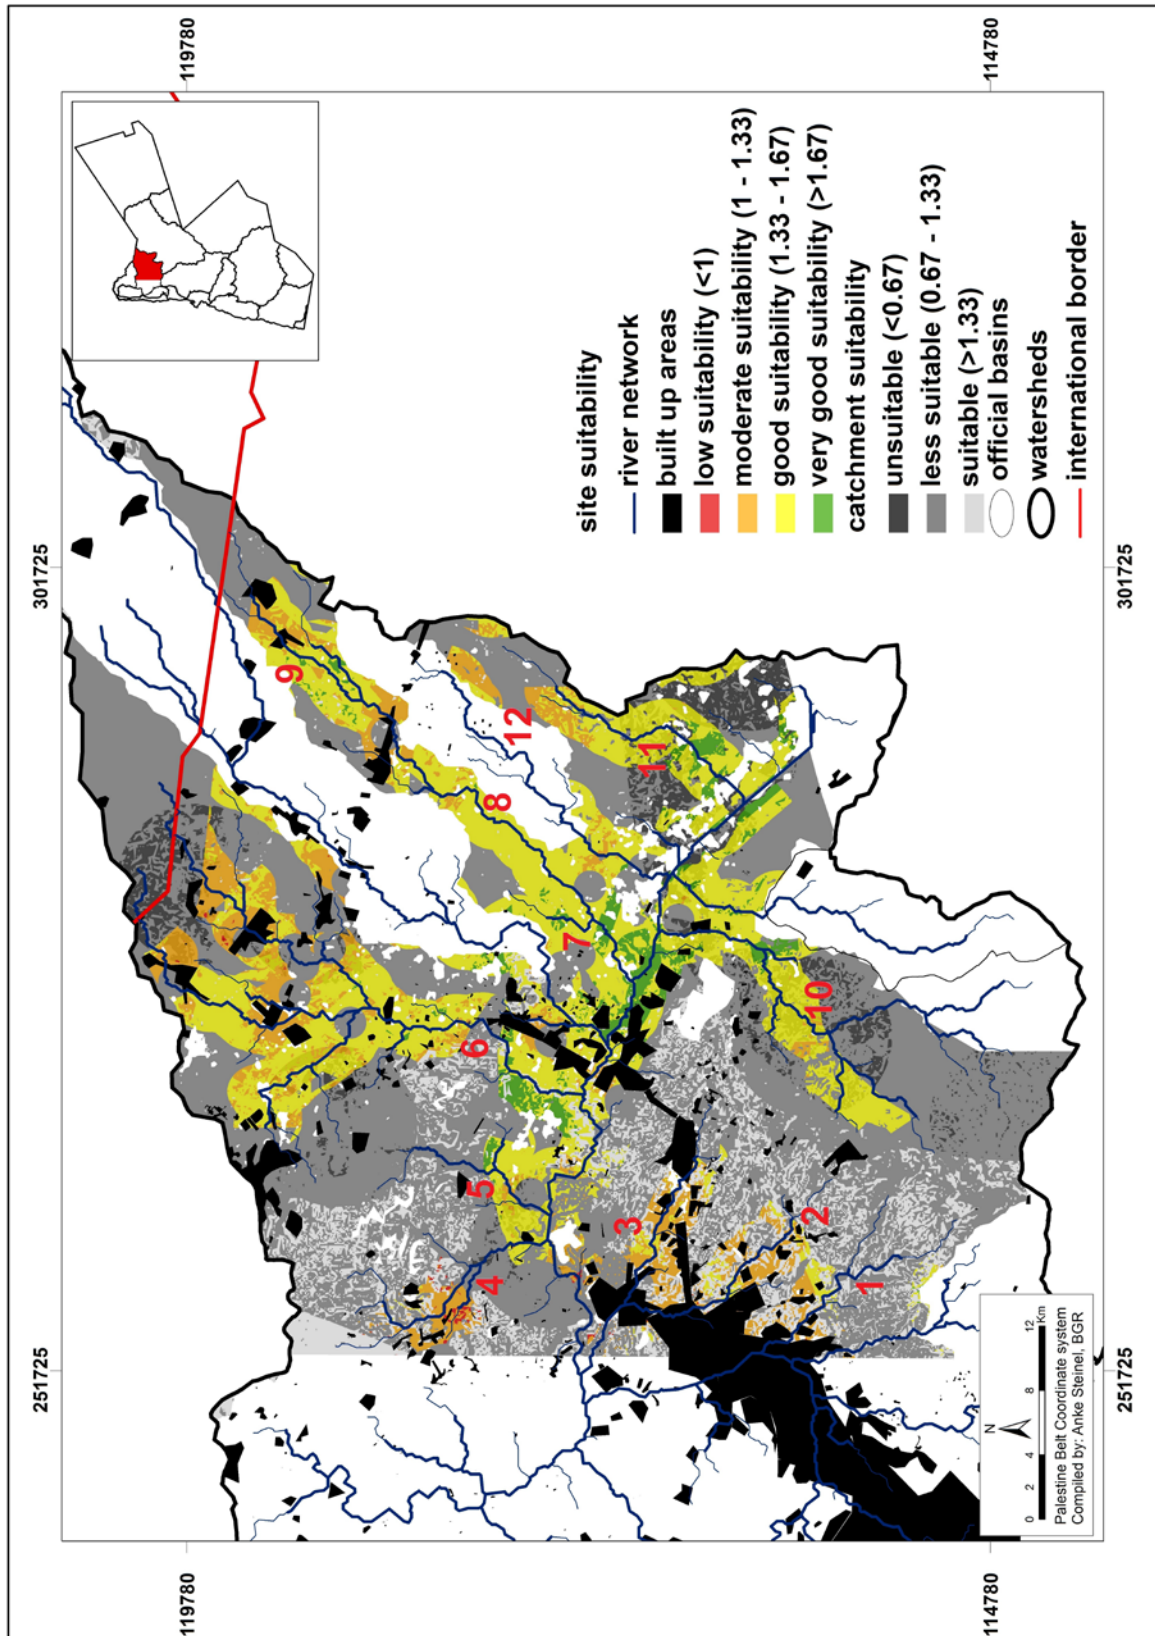 119780
114780
site suitability
river network
built up areas
low suitability (<1)
moderate suitability (1 - 1.33)
good suitability (1.33 - 1.67)
very good suitability (>1.67)
catchment suitability
unsuitable (<0.67)
less suitable (0.67 - 1.33)
suitable (>1.33)
official basins
watersheds
international border
301725
301725
9
12
11
8
7
10
6
5
3
2
4
1
251725
251725
N
0 2 4 8 12 Km
Palestine Belt Coordinate system
Compiled by: Anke Steinel, BGR
119780
114780